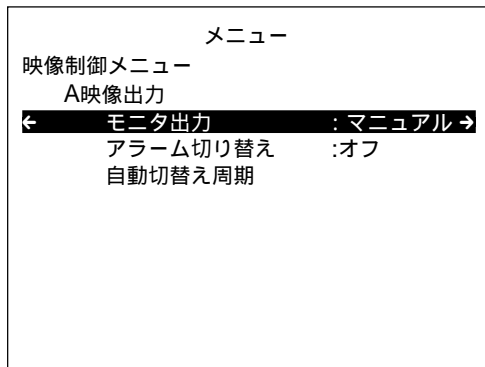 メニュー
映像制御メニュー
A映像出力
← モニタ出力 : マニュアル →
アラーム切り替え :オフ
自動切替え周期